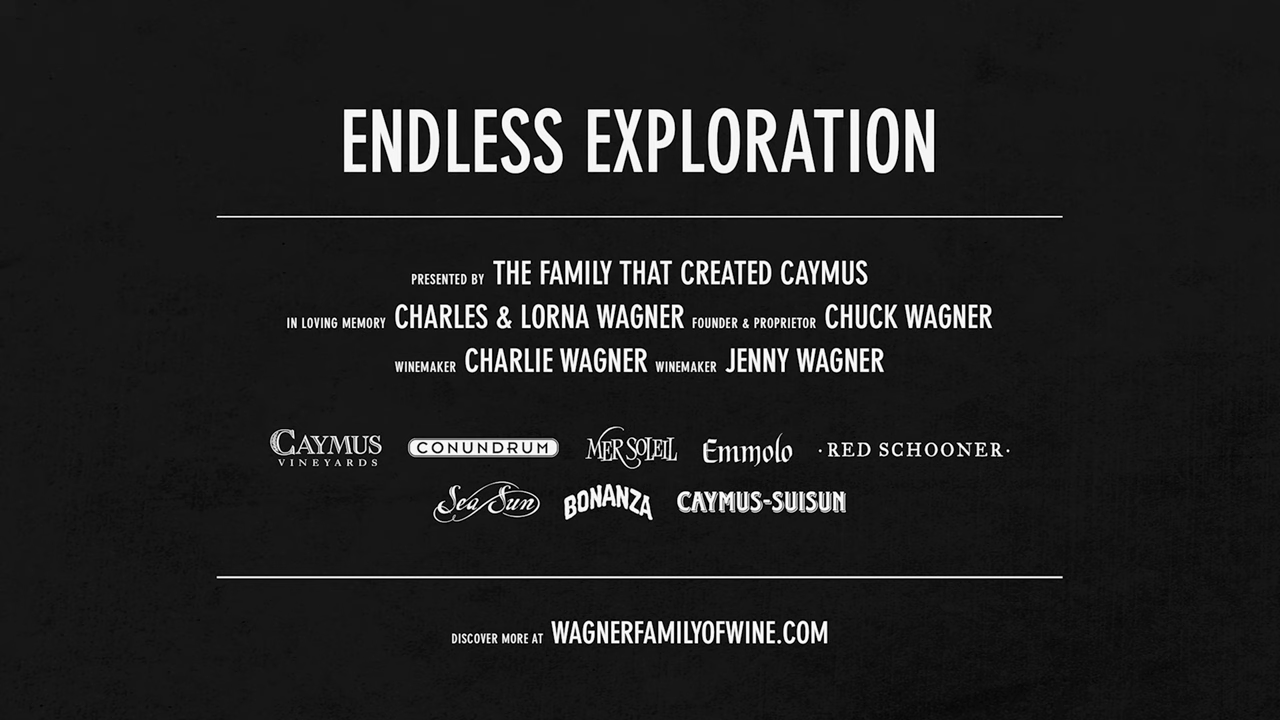 ENDLESS EXPLORATION
PRESENTED BY THE FAMILY THAT CREATED CAYMUS
IN LOVING MEMORY CHARLES & LORNA WAGNER FOUNDER & PROPRIETOR CHUCK WAGNER
WINEMAKER CHARLIE WAGNER WINEMAKER JENNY WAGNER
CAYMUS VINEYARDS CONUNDRUM MER SOLEIL Emmolo ·RED SCHOONER·
Sea Sun BONANZA CAYMUS-SUISUN
DISCOVER MORE AT WAGNERFAMILYOFWINE.COM